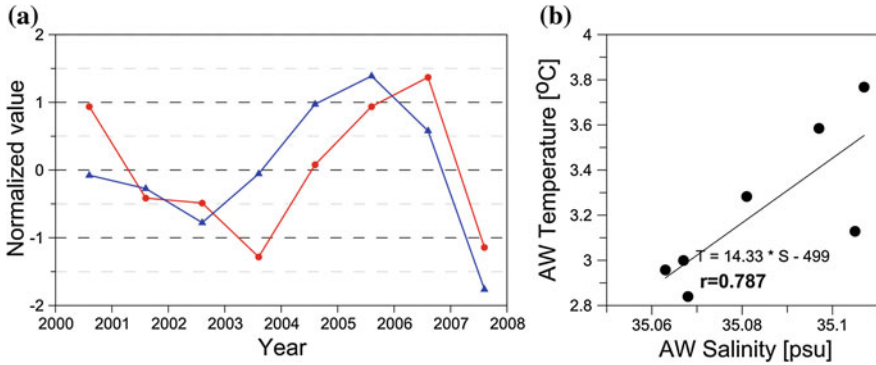 (a)
2
1
0
-1
-2
Normalized value
2000 2001 2002 2003 2004 2005 2006 2007 2008
Year
(b)
4
3.8
3.6
3.4
3.2
3
2.8
AW Temperature [ºC]
T = 14.33 * S - 499
r=0.787
35.06 35.08 35.1
AW Salinity [psu]